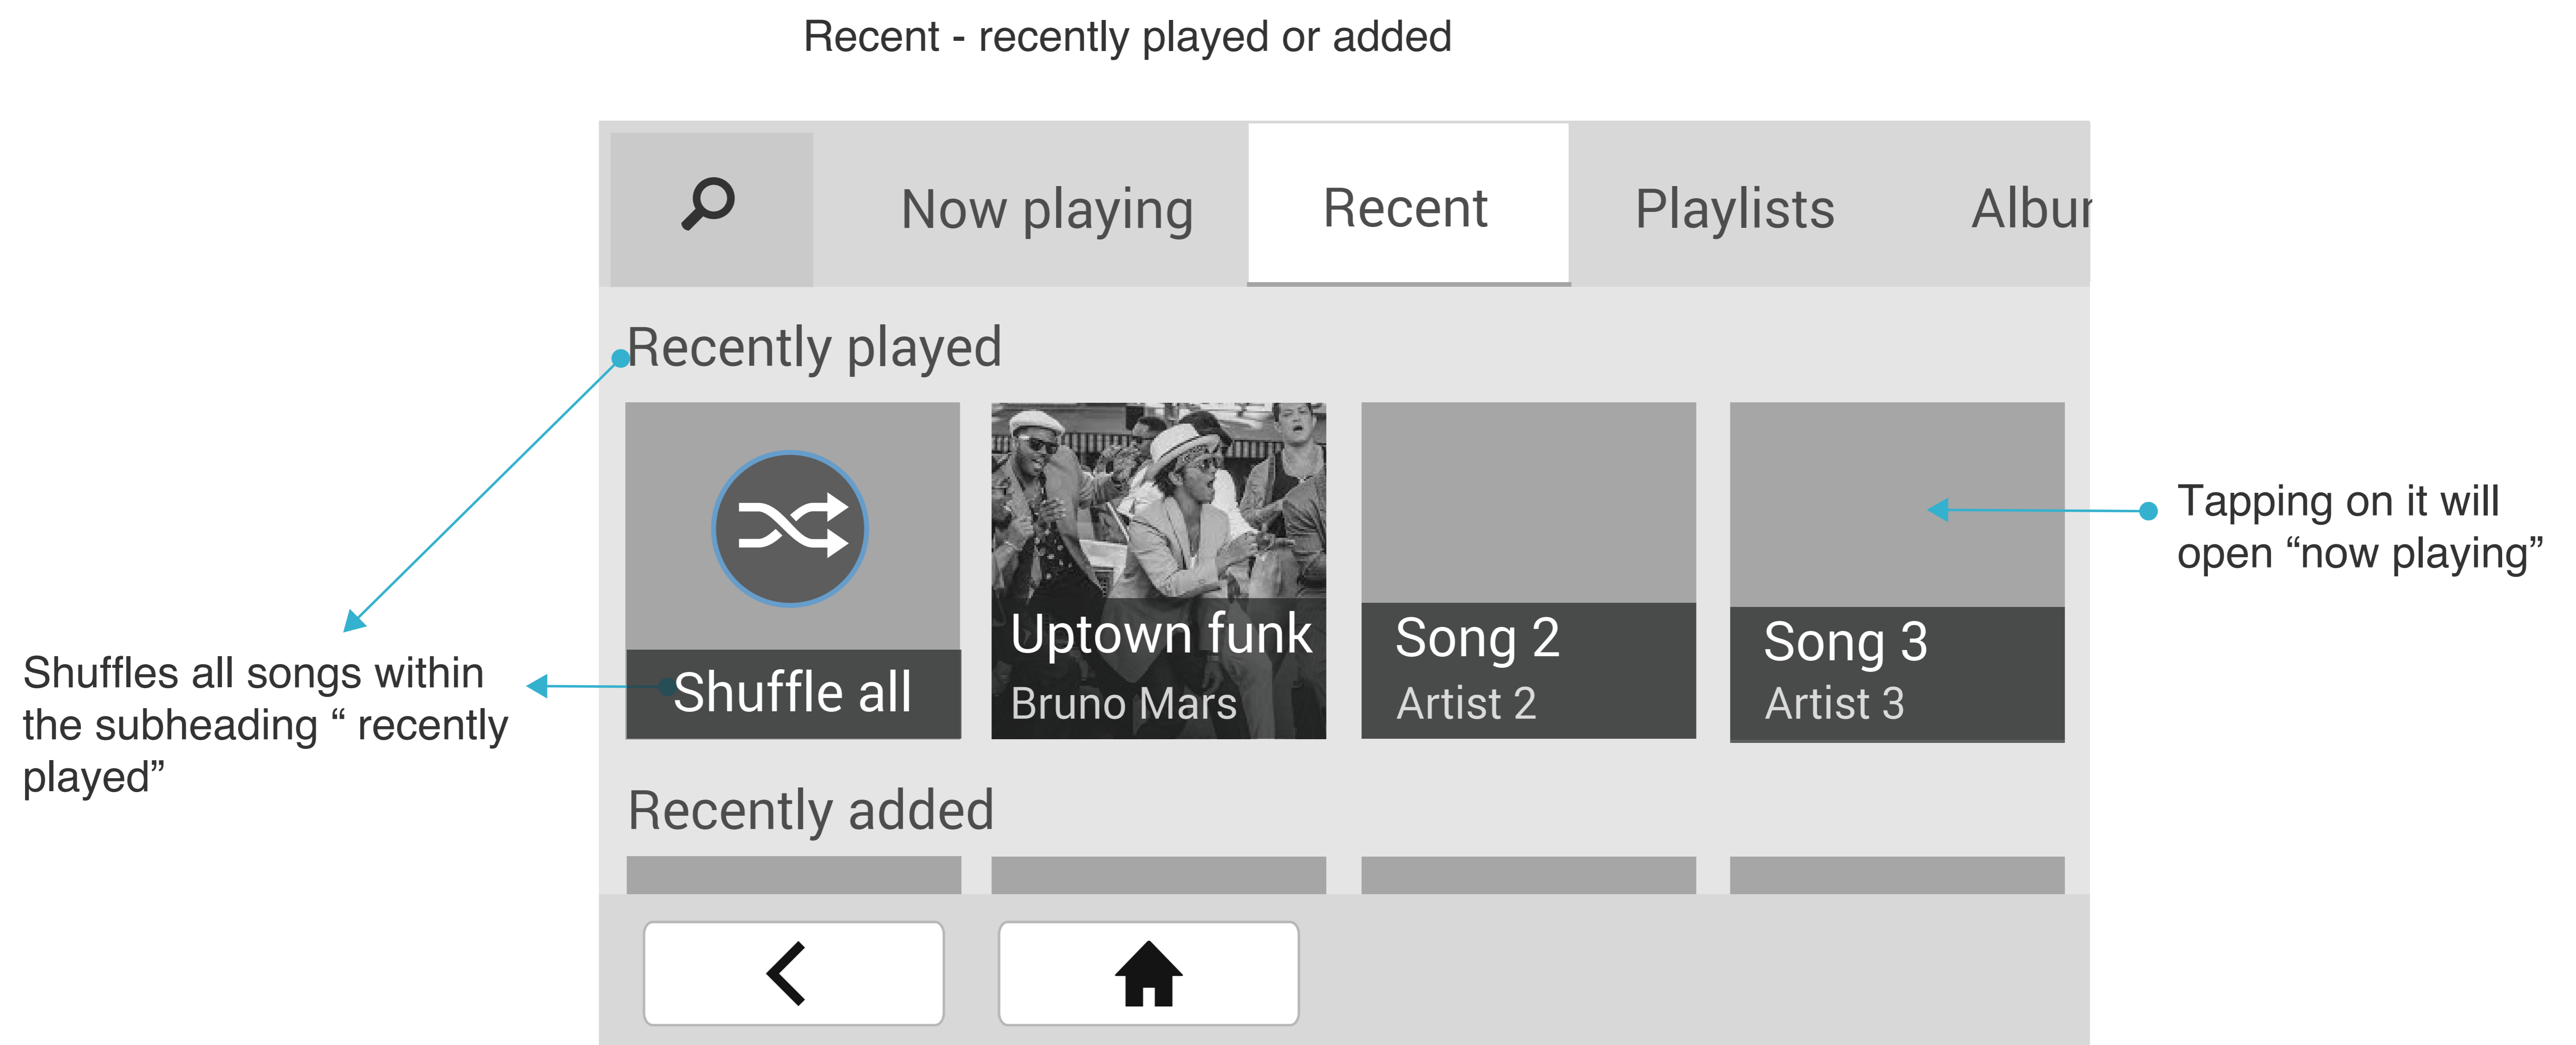 Recent - recently played or added
Now playing
Recent
Playlists
Albur
Recently played
Shuffle all
Uptown funk
Bruno Mars
Song 2
Artist 2
Song 3
Artist 3
Tapping on it will
open “now playing”
Shuffles all songs within
the subheading “ recently
played”
Recently added